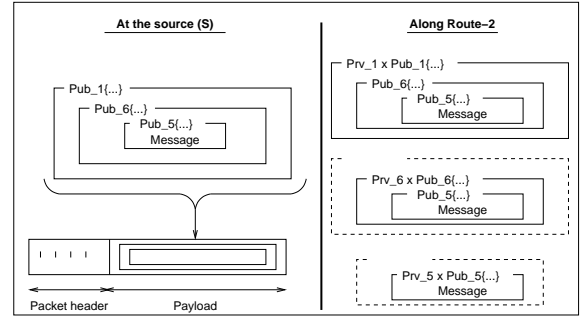 At the source (S)
Pub_1{...}
Pub_6{...}
Pub_5{...}
Message
Packet header
Payload
Along Route−2
Prv_1 x Pub_1{...}
Pub_6{...}
Pub_5{...}
Message
Prv_6 x Pub_6{...}
Pub_5{...}
Message
Prv_5 x Pub_5{...}
Message